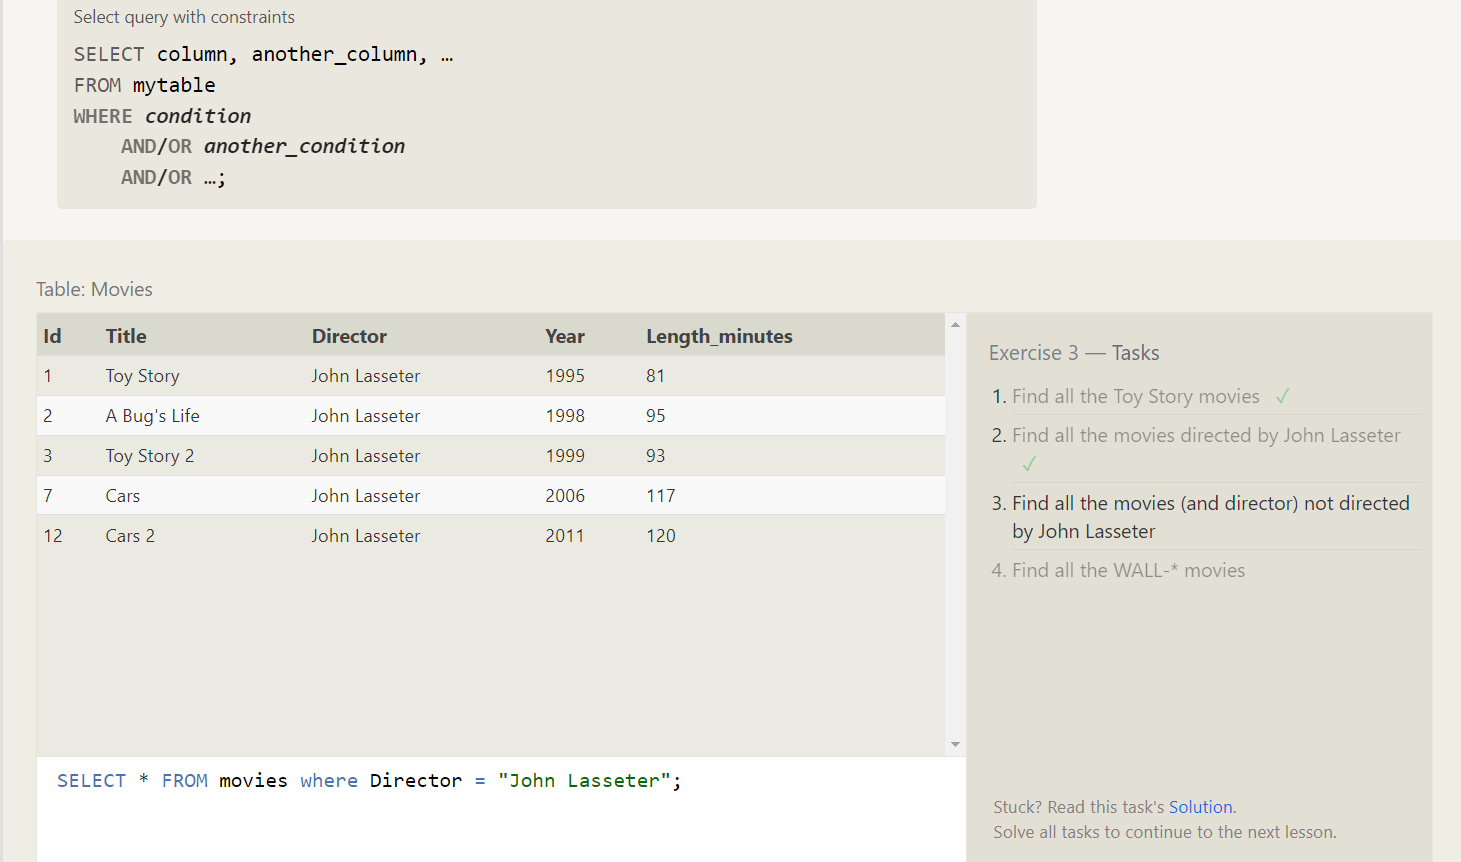 Select query with constraints
SELECT column, another_column, …
FROM mytable
WHERE condition
AND/OR another_condition
AND/OR …;
Table: Movies
Id Title Director Year Length_minutes
1 Toy Story John Lasseter 1995 81
2 A Bug's Life John Lasseter 1998 95
3 Toy Story 2 John Lasseter 1999 93
7 Cars John Lasseter 2006 117
12 Cars 2 John Lasseter 2011 120
SELECT * FROM movies where Director = "John Lasseter";
Exercise 3 — Tasks
1. Find all the Toy Story movies ✓
2. Find all the movies directed by John Lasseter
✓
3. Find all the movies (and director) not directed
by John Lasseter
4. Find all the WALL-* movies
Stuck? Read this task's Solution.
Solve all tasks to continue to the next lesson.